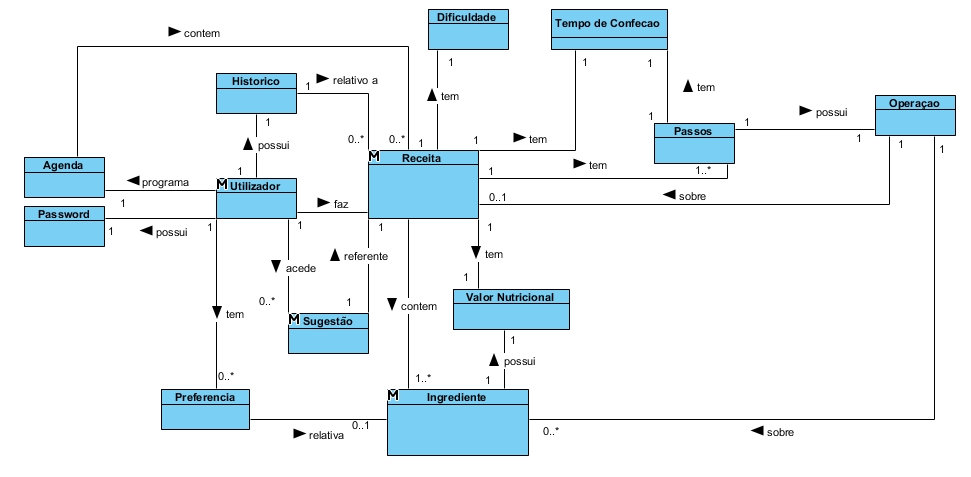 Dificuldade
Tempo de Confecao
contem
1
1
1
Historico
relativo a
1
tem
tem
Operaçao
possui
1
1
1
Passos
1
possui
0..*
0..*
1
1
tem
1
1
1
M
Receita
Agenda
tem
1
1..*
programa
M
Utilizador
1
0..1
sobre
faz
Password
1
possui
1
1
1
1
referente
tem
acede
1
0..*
1
M
Sugestão
Valor Nutricional
contem
tem
1
possui
0..*
1..*
1
Preferencia
M
Ingrediente
relativa
0..1
0..*
sobre